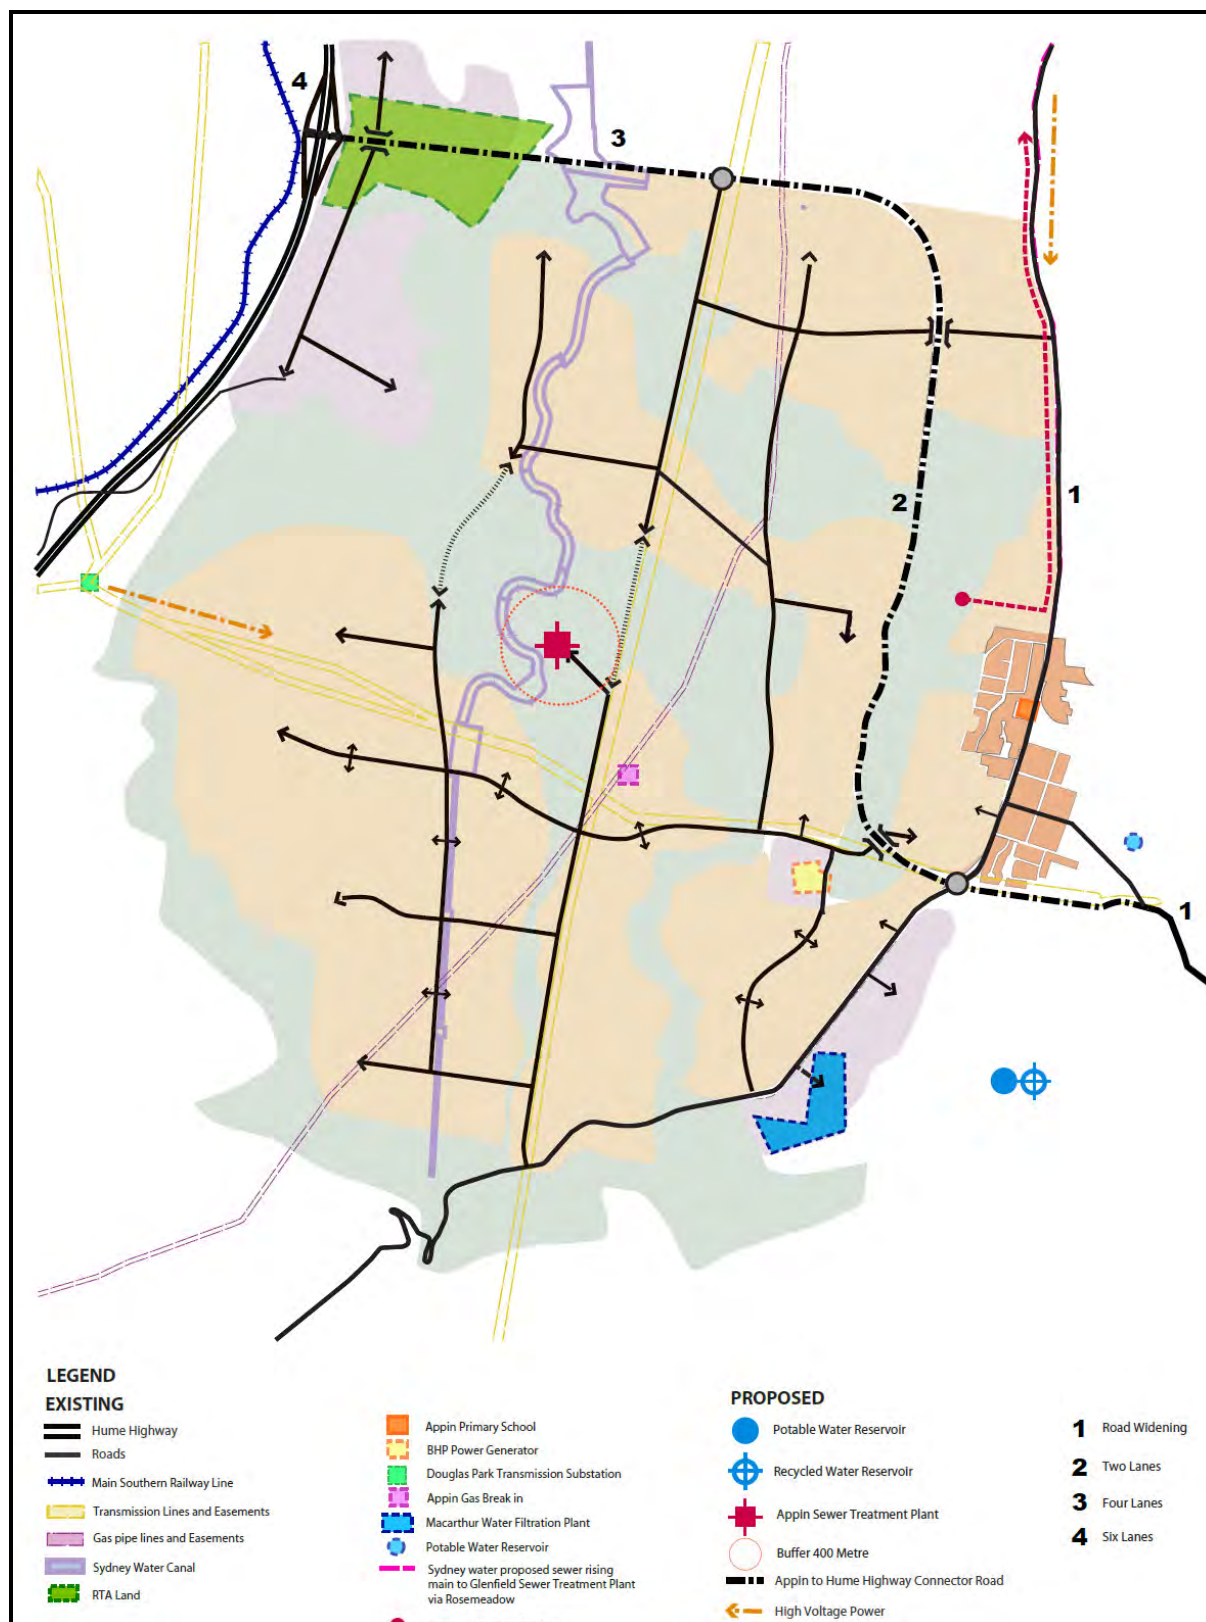 4
3
2
1
1
LEGEND
EXISTING
Hume Highway
Roads
Main Southern Railway Line
Transmission Lines and Easements
Gas pipe lines and Easements
Sydney Water Canal
RTA Land
Appin Primary School
BHP Power Generator
Douglas Park Transmission Substation
Appin Gas Break in
Macarthur Water Filtration Plant
Potable Water Reservoir
Sydney water proposed sewer rising
main to Glenfield Sewer Treatment Plant
via Rosemeadow
PROPOSED
Potable Water Reservoir
Recycled Water Reservoir
Appin Sewer Treatment Plant
Buffer 400 Metre
Appin to Hume Highway Connector Road
High Voltage Power
1 Road Widening
2 Two Lanes
3 Four Lanes
4 Six Lanes